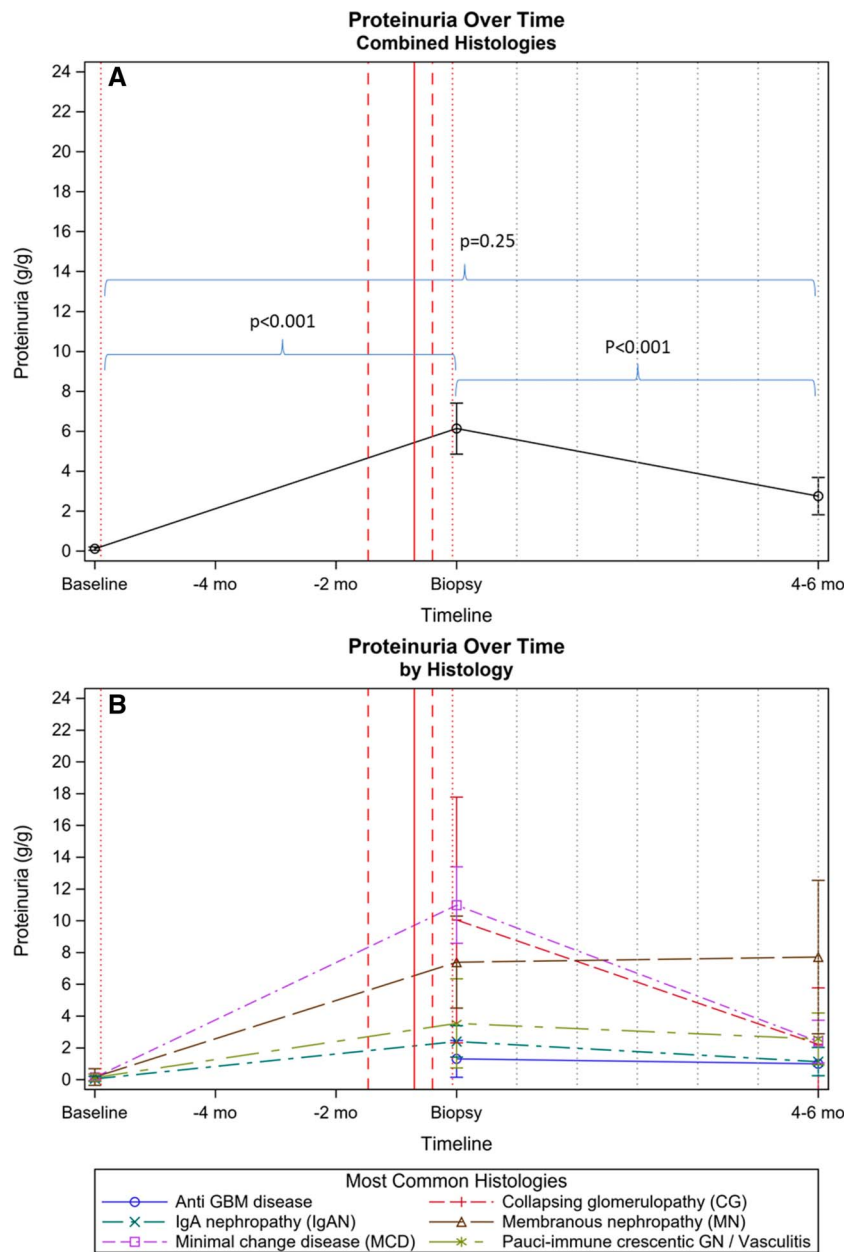 Proteinuria Over Time
Combined Histologies
A
24
22
20
18
16
14
12
10
8
6
4
2
0
Proteinuria (g/g)
p=0.25
p<0.001
P<0.001
Baseline -4 mo -2 mo Biopsy 4-6 mo
Timeline
Proteinuria Over Time
by Histology
B
24
22
20
18
16
14
12
10
8
6
4
2
0
Proteinuria (g/g)
Baseline -4 mo -2 mo Biopsy 4-6 mo
Timeline
Most Common Histologies
Anti GBM disease Collapsing glomerulopathy (CG)
IgA nephropathy (IgAN) Membranous nephropathy (MN)
Minimal change disease (MCD) Pauci-immune crescentic GN / Vasculitis